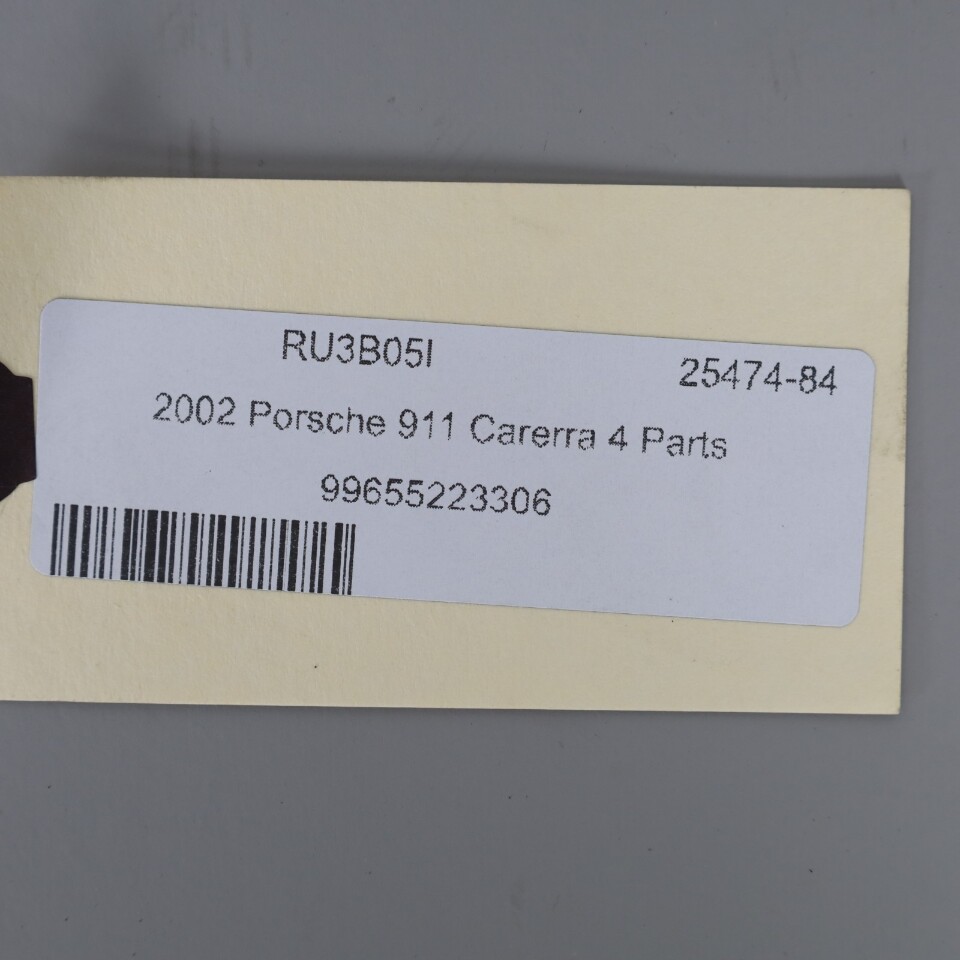 RU3B05I 25474-84
2002 Porsche 911 Carerra 4 Parts
99655223306